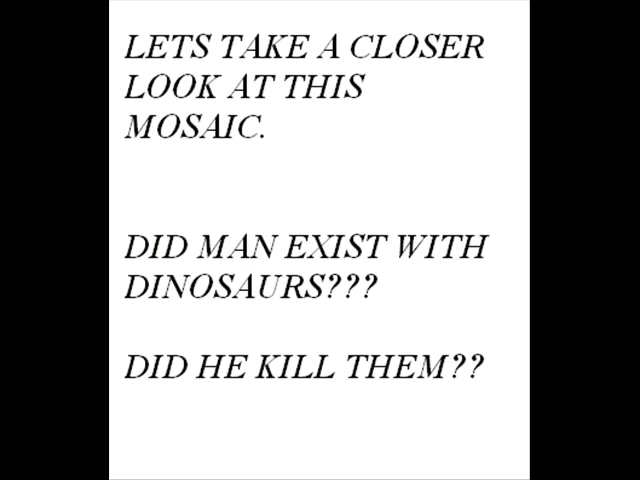 LETS TAKE A CLOSER
LOOK AT THIS
MOSAIC.
DID MAN EXIST WITH
DINOSAURS???
DID HE KILL THEM??